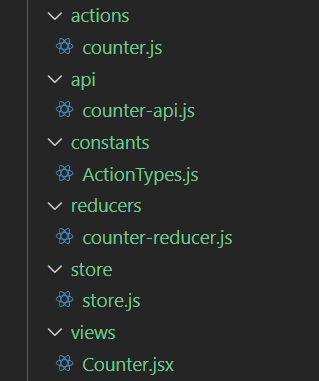 actions
counter.js
api
counter-api.js
constants
ActionTypes.js
reducers
counter-reducer.js
store
store.js
views
Counter.jsx